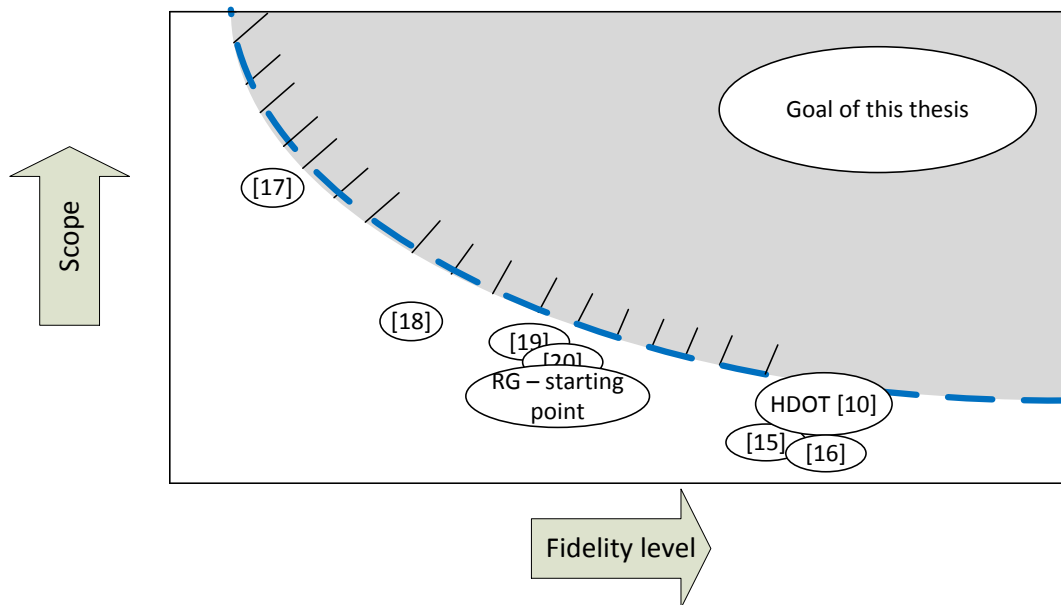 Goal of this thesis
[17]
Scope
[18]
[19]
[20]
RG – starting
point
HDOT [10]
[15]
[16]
Fidelity level